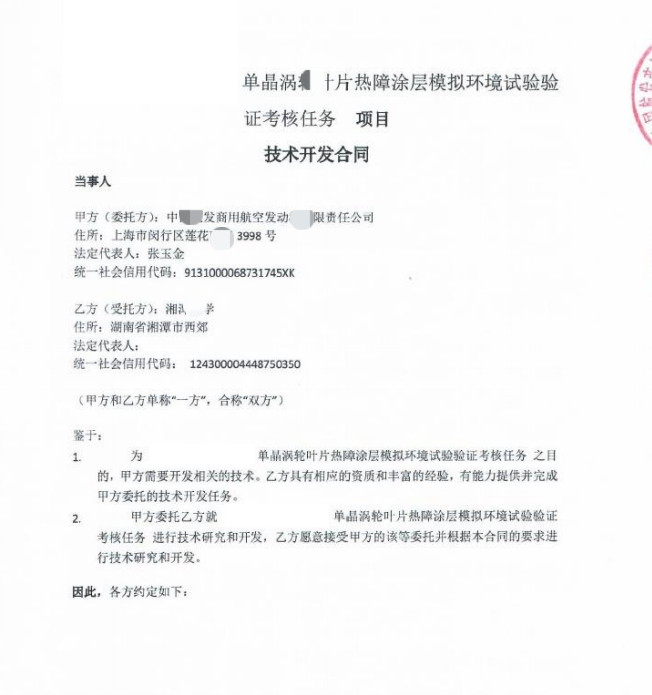 单晶涡 叶片热障涂层模拟环境试验验
证考核任务 项目
技术开发合同
当事人
甲方（委托方）：中 发商用航空发动 限责任公司
住所：上海市闵行区莲花 3998 号
法定代表人：张玉金
统一社会信用代码：9131000068731745XK
乙方（受托方）：湘
住所：湖南省湘潭市西郊
法定代表人：
统一社会信用代码： 124300004448750350
（甲方和乙方单称“一方”，合称“双方”）
鉴于：
1. 为 单晶涡轮叶片热障涂层模拟环境试验验证考核任务 之目
的，甲方需要开发相关的技术。乙方具有相应的资质和丰富的经验，有能力提供并完成
甲方委托的技术开发任务。
2. 甲方委托乙方就 单晶涡轮叶片热障涂层模拟环境试验验证
考核任务 进行技术研究和开发，乙方愿意接受甲方的该等委托并根据本合同的要求进
行技术研究和开发。
因此，各方约定如下：